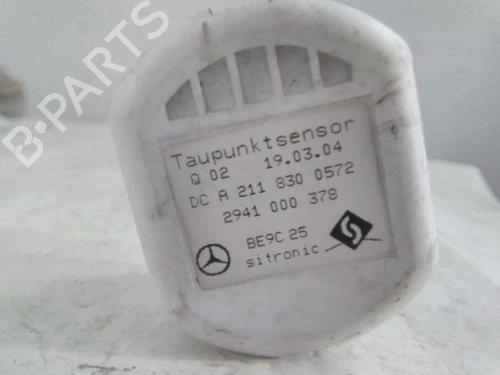 B-PARTS
Taupunktsensor
Q 02 19.03.04
DC A 211 830 0572
2941 000 378
BE9C 25
sitronic